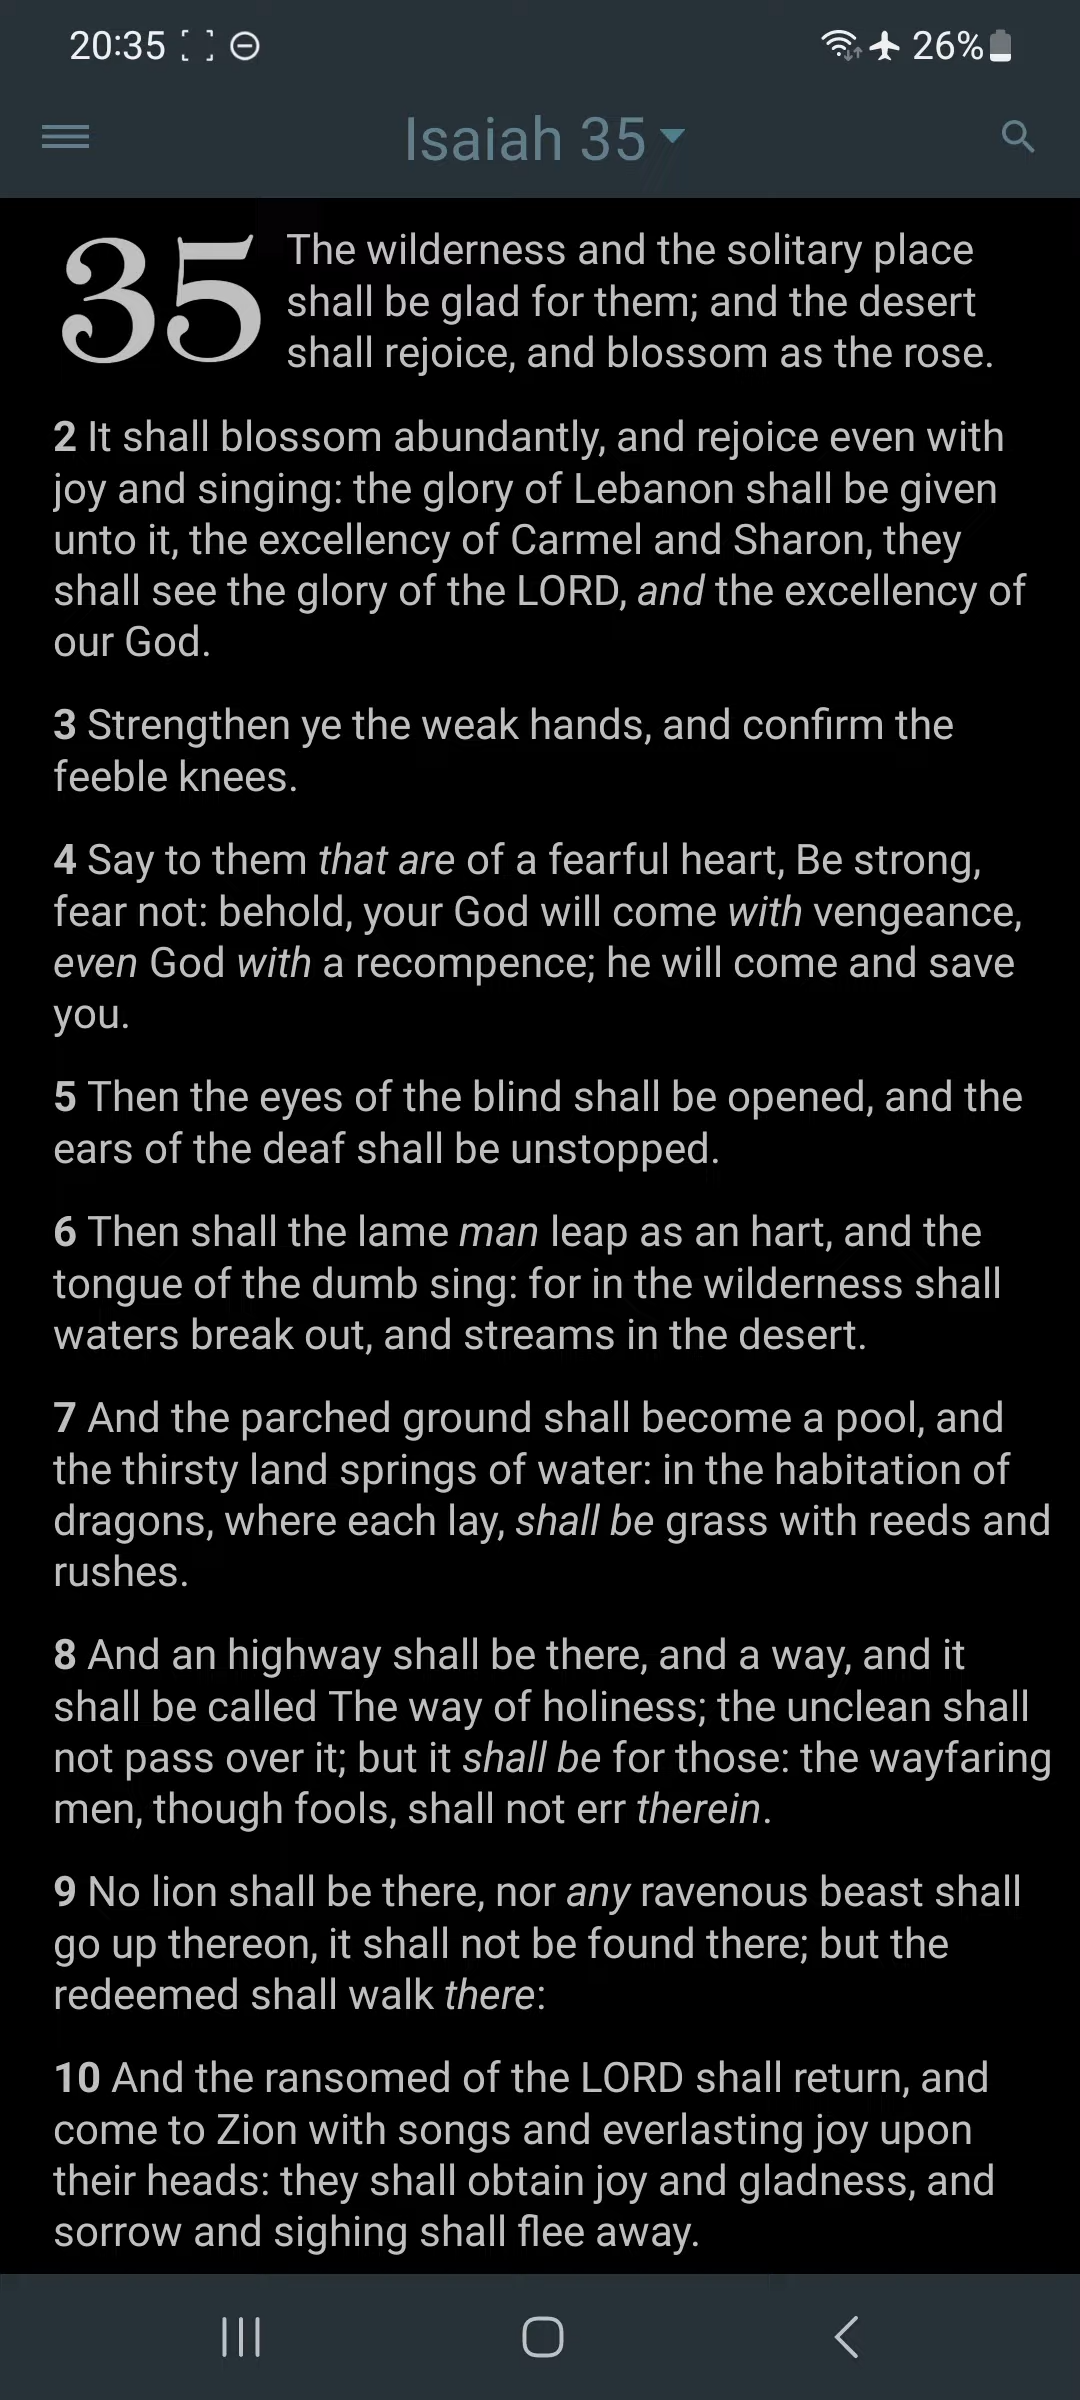 20:35 26%
Isaiah 35
35 The wilderness and the solitary place
shall be glad for them; and the desert
shall rejoice, and blossom as the rose.
2 It shall blossom abundantly, and rejoice even with
joy and singing: the glory of Lebanon shall be given
unto it, the excellency of Carmel and Sharon, they
shall see the glory of the LORD, and the excellency of
our God.
3 Strengthen ye the weak hands, and confirm the
feeble knees.
4 Say to them that are of a fearful heart, Be strong,
fear not: behold, your God will come with vengeance,
even God with a recompence; he will come and save
you.
5 Then the eyes of the blind shall be opened, and the
ears of the deaf shall be unstopped.
6 Then shall the lame man leap as an hart, and the
tongue of the dumb sing: for in the wilderness shall
waters break out, and streams in the desert.
7 And the parched ground shall become a pool, and
the thirsty land springs of water: in the habitation of
dragons, where each lay, shall be grass with reeds and
rushes.
8 And an highway shall be there, and a way, and it
shall be called The way of holiness; the unclean shall
not pass over it; but it shall be for those: the wayfaring
men, though fools, shall not err therein.
9 No lion shall be there, nor any ravenous beast shall
go up thereon, it shall not be found there; but the
redeemed shall walk there:
10 And the ransomed of the LORD shall return, and
come to Zion with songs and everlasting joy upon
their heads: they shall obtain joy and gladness, and
sorrow and sighing shall flee away.